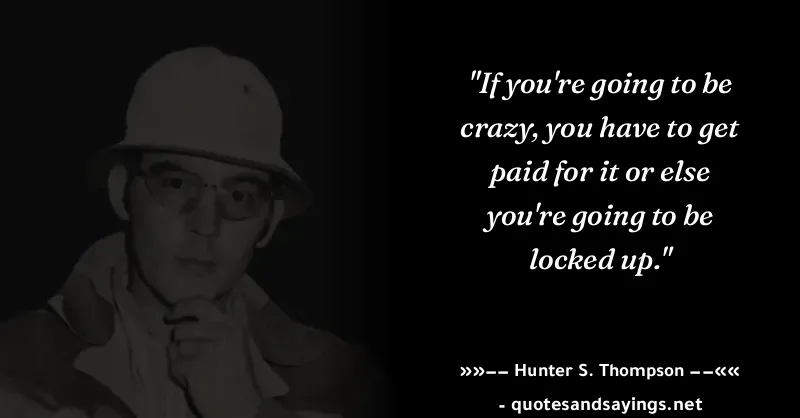 "If you're going to be
crazy, you have to get
paid for it or else
you're going to be
locked up."
»»–– Hunter S. Thompson ––««
- quotesandsayings.net